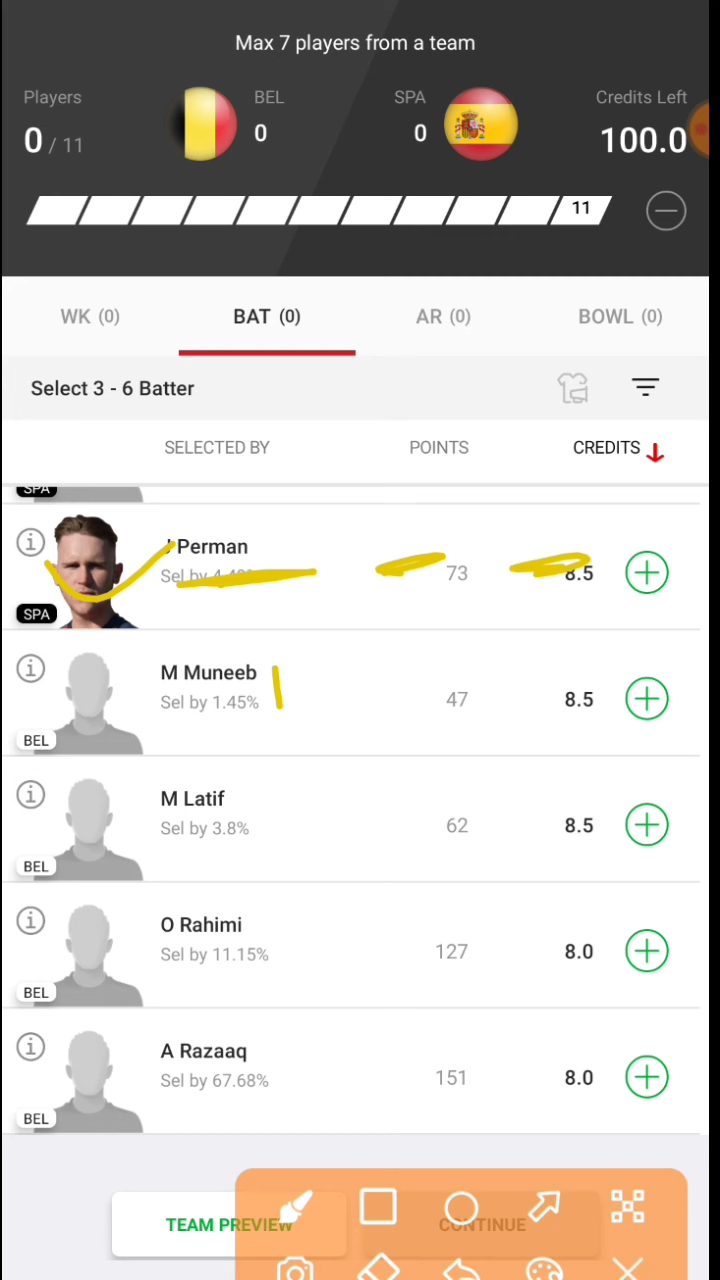 Max 7 players from a team
Players BEL SPA Credits Left
0 / 11 0 0 100.0
11
WK (0) BAT (0) AR (0) BOWL (0)
Select 3 - 6 Batter
SELECTED BY POINTS CREDITS
SPA
J Perman
Sel by 73 8.5
SPA
M Muneeb
Sel by 1.45% 47 8.5
BEL
M Latif
Sel by 3.8% 62 8.5
BEL
O Rahimi
Sel by 11.15% 127 8.0
BEL
A Razaaq
Sel by 67.68% 151 8.0
BEL
TEAM PREVIEW CONTINUE